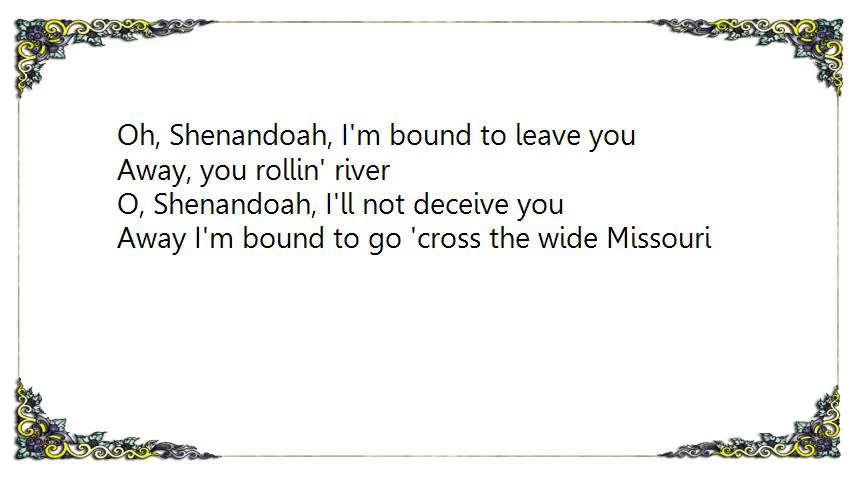 Oh, Shenandoah, I'm bound to leave you
Away, you rollin' river
O, Shenandoah, I'll not deceive you
Away I'm bound to go 'cross the wide Missouri